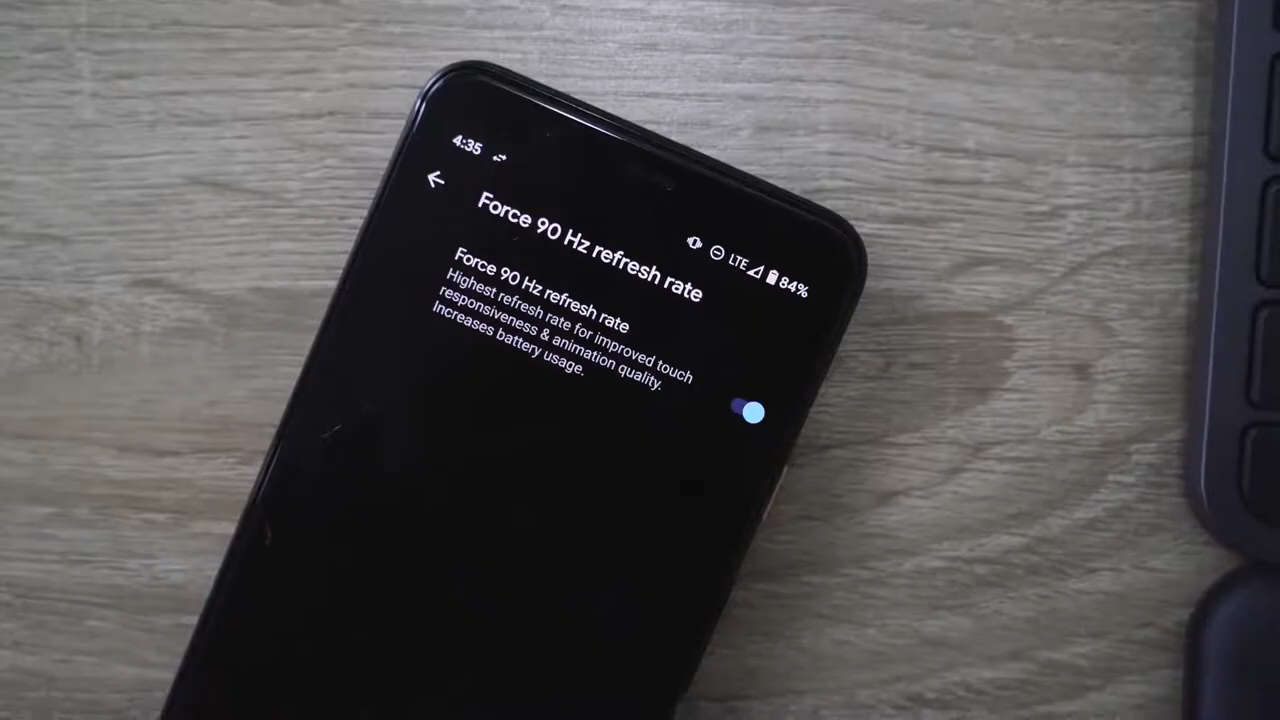 4:35
LTE 84%
Force 90 Hz refresh rate
Force 90 Hz refresh rate
Highest refresh rate for improved touch
responsiveness & animation quality.
Increases battery usage.